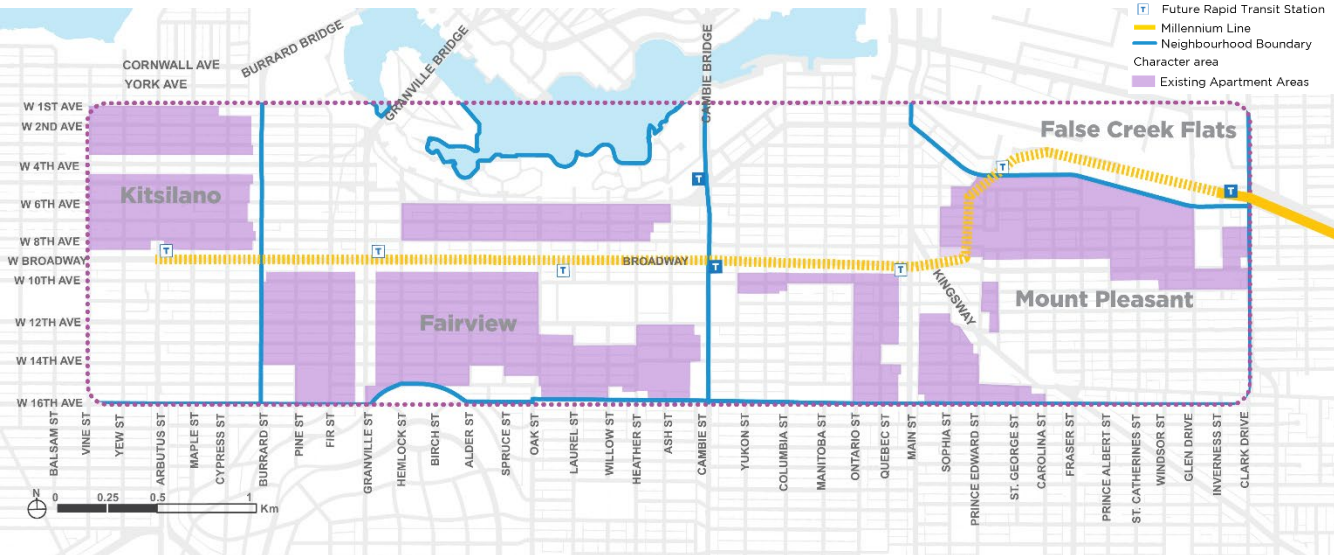 T Future Rapid Transit Station
Millennium Line
Neighbourhood Boundary
Character area
Existing Apartment Areas
BURRARD BRIDGE
GRANVILLE BRIDGE
CAMBIE BRIDGE
CORNWALL AVE
YORK AVE
W 1ST AVE
W 2ND AVE
W 4TH AVE
W 6TH AVE
W 8TH AVE
W BROADWAY
W 10TH AVE
W 12TH AVE
W 14TH AVE
W 16TH AVE
False Creek Flats
Kitsilano
Fairview
Mount Pleasant
BROADWAY
KINGSWAY
T
T
T
T
T
T
T
T
BALSAM ST
VINE ST
YEW ST
ARBUTUS ST
MAPLE ST
CYPRESS ST
BURRARD ST
PINE ST
FIR ST
GRANVILLE ST
HEMLOCK ST
BIRCH ST
ALDER ST
SPRUCE ST
OAK ST
LAUREL ST
WILLOW ST
HEATHER ST
ASH ST
CAMBIE ST
YUKON ST
COLUMBIA ST
MANITOBA ST
ONTARIO ST
QUEBEC ST
MAIN ST
SOPHIA ST
PRINCE EDWARD ST
ST. GEORGE ST
CAROLINA ST
FRASER ST
PRINCE ALBERT ST
ST. CATHERINES ST
WINDSOR ST
GLEN DRIVE
INVERNESS ST
CLARK DRIVE
N
0 0.25 0.5 1
Km